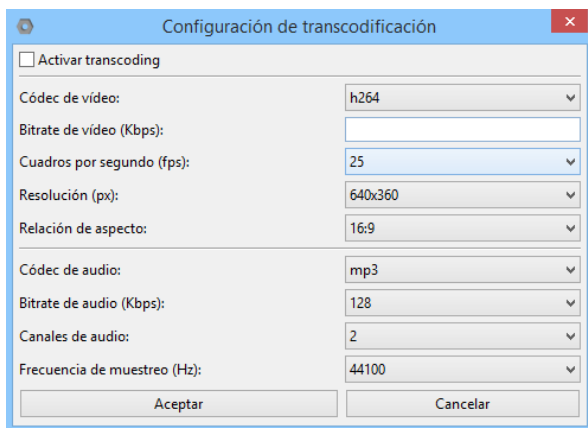 Configuración de transcodificación
Activar transcoding
Códec de vídeo: h264
Bitrate de vídeo (Kbps):
Cuadros por segundo (fps): 25
Resolución (px): 640x360
Relación de aspecto: 16:9
Códec de audio: mp3
Bitrate de audio (Kbps): 128
Canales de audio: 2
Frecuencia de muestreo (Hz): 44100
Aceptar Cancelar